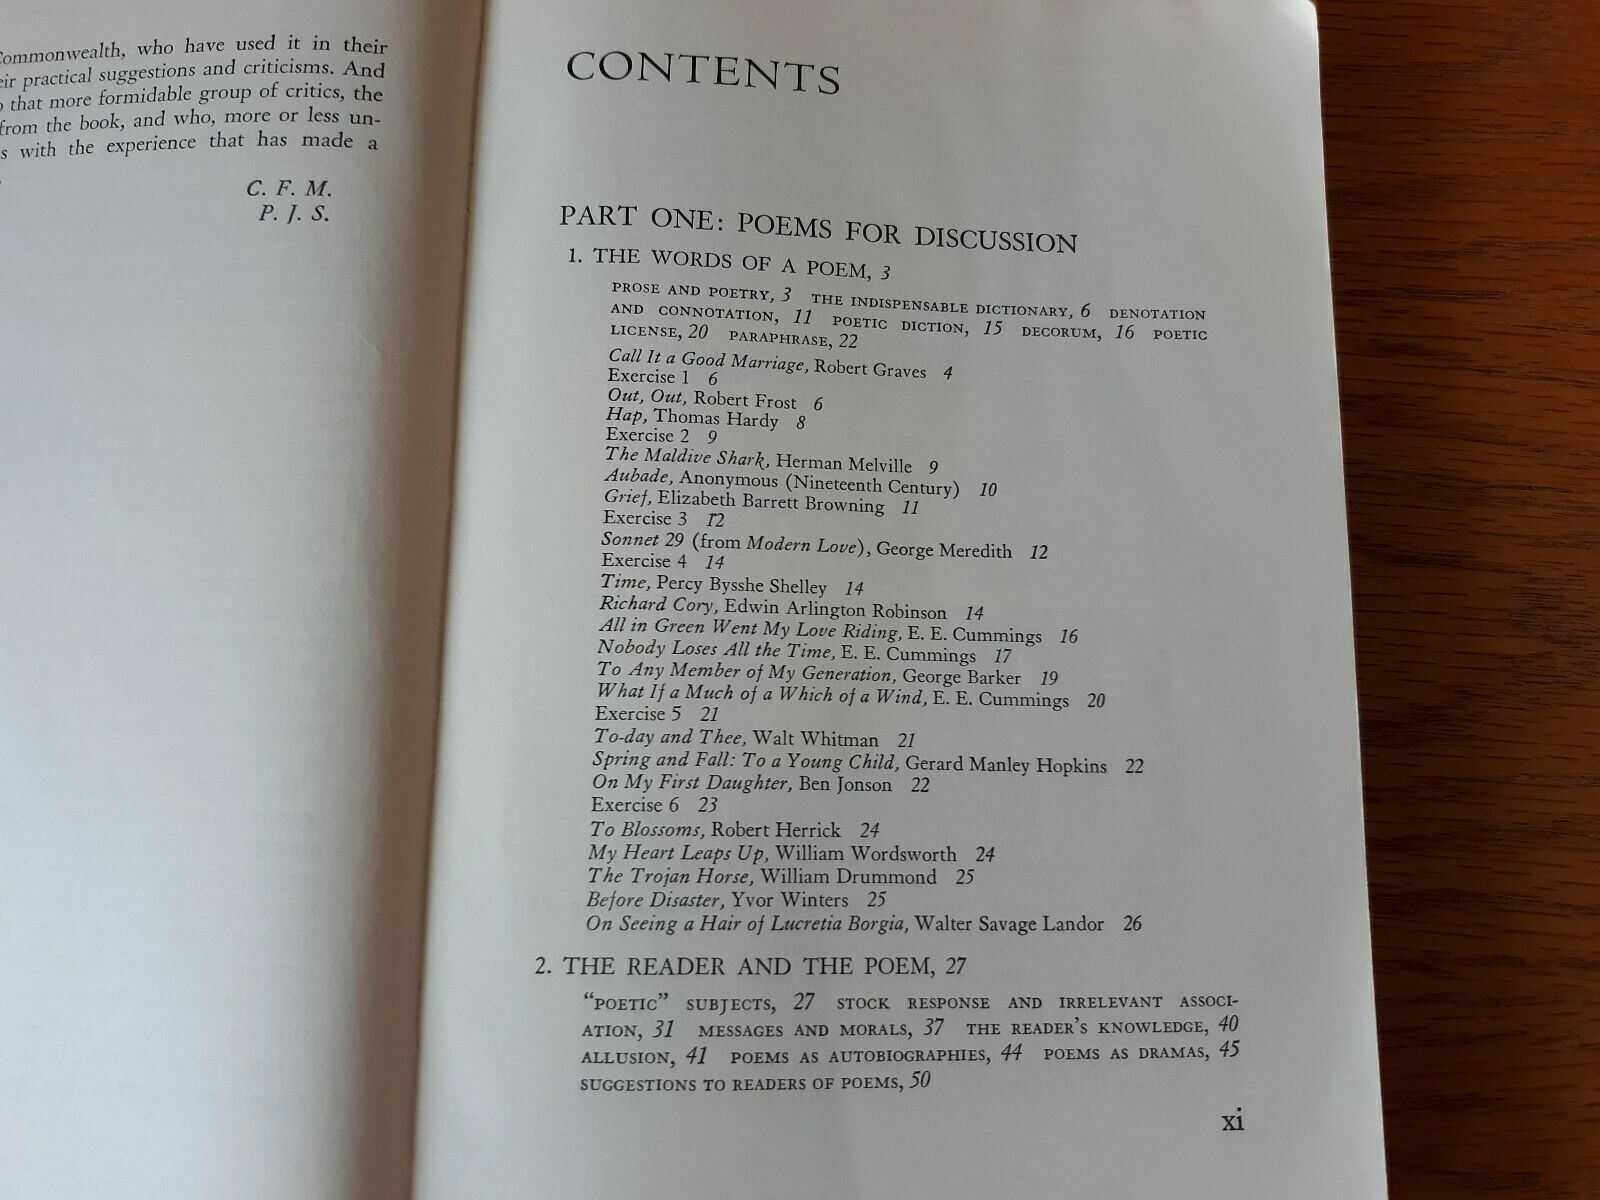 Commonwealth, who have used it in their
practical suggestions and criticisms. And
that more formidable group of critics, the
from the book, and who, more or less un-
with the experience that has made a
C. F. M.
P. J. S.
CONTENTS
PART ONE: POEMS FOR DISCUSSION
1. THE WORDS OF A POEM, 3
PROSE AND POETRY, 3 THE INDISPENSABLE DICTIONARY, 6 DENOTATION
AND CONNOTATION, 11 POETIC DICTION, 15 DECORUM, 16 POETIC
LICENSE, 20 PARAPHRASE, 22
Call It a Good Marriage, Robert Graves 4
Exercise 1 6
Out, Out, Robert Frost 6
Hap, Thomas Hardy 8
Exercise 2 9
The Maldive Shark, Herman Melville 9
Aubade, Anonymous (Nineteenth Century) 10
Grief, Elizabeth Barrett Browning 11
Exercise 3 12
Sonnet 29 (from Modern Love), George Meredith 12
Exercise 4 14
Time, Percy Bysshe Shelley 14
Richard Cory, Edwin Arlington Robinson 14
All in Green Went My Love Riding, E. E. Cummings 16
Nobody Loses All the Time, E. E. Cummings 17
To Any Member of My Generation, George Barker 19
What If a Much of a Which of a Wind, E. E. Cummings 20
Exercise 5 21
To-day and Thee, Walt Whitman 21
Spring and Fall: To a Young Child, Gerard Manley Hopkins 22
On My First Daughter, Ben Jonson 22
Exercise 6 23
To Blossoms, Robert Herrick 24
My Heart Leaps Up, William Wordsworth 24
The Trojan Horse, William Drummond 25
Before Disaster, Yvor Winters 25
On Seeing a Hair of Lucretia Borgia, Walter Savage Landor 26
2. THE READER AND THE POEM, 27
"POETIC" SUBJECTS, 27 STOCK RESPONSE AND IRRELEVANT ASSOCI-
ATION, 31 MESSAGES AND MORALS, 37 THE READER'S KNOWLEDGE, 40
ALLUSION, 41 POEMS AS AUTOBIOGRAPHIES, 44 POEMS AS DRAMAS, 45
SUGGESTIONS TO READERS OF POEMS, 50
xi